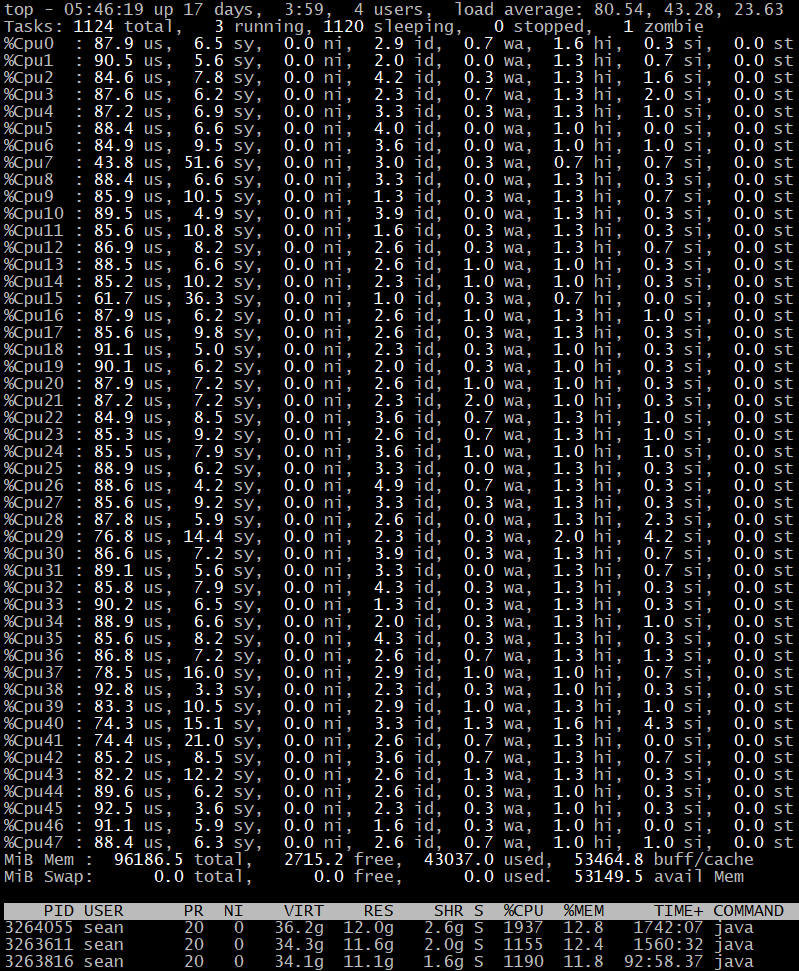 top - 05:46:19 up 17 days,  3:59,  4 users,  load average: 80.54, 43.28, 23.63
Tasks: 1124 total,   3 running, 1120 sleeping,   0 stopped,   1 zombie
%Cpu0  : 87.9 us,  6.5 sy,  0.0 ni,  2.9 id,  0.7 wa,  1.6 hi,  0.3 si,  0.0 st
%Cpu1  : 90.5 us,  5.6 sy,  0.0 ni,  2.0 id,  0.0 wa,  1.3 hi,  0.7 si,  0.0 st
%Cpu2  : 84.6 us,  7.8 sy,  0.0 ni,  4.2 id,  0.3 wa,  1.3 hi,  1.6 si,  0.0 st
%Cpu3  : 87.6 us,  6.2 sy,  0.0 ni,  2.3 id,  0.7 wa,  1.3 hi,  2.0 si,  0.0 st
%Cpu4  : 87.2 us,  6.9 sy,  0.0 ni,  3.3 id,  0.3 wa,  1.3 hi,  1.0 si,  0.0 st
%Cpu5  : 88.4 us,  6.6 sy,  0.0 ni,  4.0 id,  0.0 wa,  1.0 hi,  0.0 si,  0.0 st
%Cpu6  : 84.9 us,  9.5 sy,  0.0 ni,  3.6 id,  0.0 wa,  1.0 hi,  1.0 si,  0.0 st
%Cpu7  : 43.8 us, 51.6 sy,  0.0 ni,  3.0 id,  0.3 wa,  0.7 hi,  0.7 si,  0.0 st
%Cpu8  : 88.4 us,  6.6 sy,  0.0 ni,  3.3 id,  0.0 wa,  1.3 hi,  0.3 si,  0.0 st
%Cpu9  : 85.9 us, 10.5 sy,  0.0 ni,  1.3 id,  0.3 wa,  1.3 hi,  0.7 si,  0.0 st
%Cpu10 : 89.5 us,  4.9 sy,  0.0 ni,  3.9 id,  0.0 wa,  1.3 hi,  0.3 si,  0.0 st
%Cpu11 : 85.6 us, 10.8 sy,  0.0 ni,  1.6 id,  0.3 wa,  1.3 hi,  0.3 si,  0.0 st
%Cpu12 : 86.9 us,  8.2 sy,  0.0 ni,  2.6 id,  0.3 wa,  1.3 hi,  0.7 si,  0.0 st
%Cpu13 : 88.5 us,  6.6 sy,  0.0 ni,  2.6 id,  1.0 wa,  1.0 hi,  0.3 si,  0.0 st
%Cpu14 : 85.2 us, 10.2 sy,  0.0 ni,  2.3 id,  1.0 wa,  1.0 hi,  0.3 si,  0.0 st
%Cpu15 : 61.7 us, 36.3 sy,  0.0 ni,  1.0 id,  0.3 wa,  0.7 hi,  0.0 si,  0.0 st
%Cpu16 : 87.9 us,  6.2 sy,  0.0 ni,  2.6 id,  1.0 wa,  1.3 hi,  1.0 si,  0.0 st
%Cpu17 : 85.6 us,  9.8 sy,  0.0 ni,  2.6 id,  0.3 wa,  1.3 hi,  0.3 si,  0.0 st
%Cpu18 : 91.1 us,  5.0 sy,  0.0 ni,  2.3 id,  0.3 wa,  1.0 hi,  0.3 si,  0.0 st
%Cpu19 : 90.1 us,  6.2 sy,  0.0 ni,  2.0 id,  0.3 wa,  1.0 hi,  0.3 si,  0.0 st
%Cpu20 : 87.9 us,  7.2 sy,  0.0 ni,  2.6 id,  1.0 wa,  1.0 hi,  0.3 si,  0.0 st
%Cpu21 : 87.2 us,  7.2 sy,  0.0 ni,  2.3 id,  2.0 wa,  1.0 hi,  0.3 si,  0.0 st
%Cpu22 : 84.9 us,  8.5 sy,  0.0 ni,  3.6 id,  0.7 wa,  1.3 hi,  1.0 si,  0.0 st
%Cpu23 : 85.3 us,  9.2 sy,  0.0 ni,  2.6 id,  0.7 wa,  1.3 hi,  1.0 si,  0.0 st
%Cpu24 : 85.5 us,  7.9 sy,  0.0 ni,  3.6 id,  1.0 wa,  1.0 hi,  1.0 si,  0.0 st
%Cpu25 : 88.9 us,  6.2 sy,  0.0 ni,  3.3 id,  0.0 wa,  1.3 hi,  0.3 si,  0.0 st
%Cpu26 : 88.6 us,  4.2 sy,  0.0 ni,  4.9 id,  0.7 wa,  1.3 hi,  0.3 si,  0.0 st
%Cpu27 : 85.6 us,  9.2 sy,  0.0 ni,  3.3 id,  0.3 wa,  1.3 hi,  0.3 si,  0.0 st
%Cpu28 : 87.8 us,  5.9 sy,  0.0 ni,  2.6 id,  0.0 wa,  1.3 hi,  2.3 si,  0.0 st
%Cpu29 : 76.8 us, 14.4 sy,  0.0 ni,  2.3 id,  0.3 wa,  2.0 hi,  4.2 si,  0.0 st
%Cpu30 : 86.6 us,  7.2 sy,  0.0 ni,  3.9 id,  0.3 wa,  1.3 hi,  0.7 si,  0.0 st
%Cpu31 : 89.1 us,  5.6 sy,  0.0 ni,  3.3 id,  0.0 wa,  1.3 hi,  0.7 si,  0.0 st
%Cpu32 : 85.8 us,  7.9 sy,  0.0 ni,  4.3 id,  0.3 wa,  1.3 hi,  0.3 si,  0.0 st
%Cpu33 : 90.2 us,  6.5 sy,  0.0 ni,  1.3 id,  0.3 wa,  1.3 hi,  0.3 si,  0.0 st
%Cpu34 : 88.9 us,  6.6 sy,  0.0 ni,  2.0 id,  0.3 wa,  1.3 hi,  1.0 si,  0.0 st
%Cpu35 : 85.6 us,  8.2 sy,  0.0 ni,  4.3 id,  0.3 wa,  1.3 hi,  0.3 si,  0.0 st
%Cpu36 : 86.8 us,  7.2 sy,  0.0 ni,  2.6 id,  0.7 wa,  1.3 hi,  1.3 si,  0.0 st
%Cpu37 : 78.5 us, 16.0 sy,  0.0 ni,  2.9 id,  1.0 wa,  1.0 hi,  0.7 si,  0.0 st
%Cpu38 : 92.8 us,  3.3 sy,  0.0 ni,  2.3 id,  0.3 wa,  1.0 hi,  0.3 si,  0.0 st
%Cpu39 : 83.3 us, 10.5 sy,  0.0 ni,  2.9 id,  1.0 wa,  1.3 hi,  1.0 si,  0.0 st
%Cpu40 : 74.3 us, 15.1 sy,  0.0 ni,  3.3 id,  1.3 wa,  1.6 hi,  4.3 si,  0.0 st
%Cpu41 : 74.4 us, 21.0 sy,  0.0 ni,  2.6 id,  0.7 wa,  1.3 hi,  0.0 si,  0.0 st
%Cpu42 : 85.2 us,  8.5 sy,  0.0 ni,  3.6 id,  0.7 wa,  1.3 hi,  0.7 si,  0.0 st
%Cpu43 : 82.2 us, 12.2 sy,  0.0 ni,  2.6 id,  1.3 wa,  1.3 hi,  0.3 si,  0.0 st
%Cpu44 : 89.6 us,  6.2 sy,  0.0 ni,  2.6 id,  0.3 wa,  1.0 hi,  0.3 si,  0.0 st
%Cpu45 : 92.5 us,  3.6 sy,  0.0 ni,  2.3 id,  0.3 wa,  1.0 hi,  0.3 si,  0.0 st
%Cpu46 : 91.1 us,  5.9 sy,  0.0 ni,  1.6 id,  0.3 wa,  1.0 hi,  0.0 si,  0.0 st
%Cpu47 : 88.4 us,  6.3 sy,  0.0 ni,  2.6 id,  0.7 wa,  1.0 hi,  1.0 si,  0.0 st
MiB Mem :  96186.5 total,   2715.2 free,  43037.0 used,  53464.8 buff/cache
MiB Swap:      0.0 total,      0.0 free,      0.0 used.  53149.5 avail Mem
PID USER      PR  NI    VIRT    RES    SHR S  %CPU  %MEM     TIME+ COMMAND
3264055 sean      20   0   36.2g  12.0g   2.6g S  1937  12.8   1742:07 java
3263611 sean      20   0   34.3g  11.6g   2.0g S  1155  12.4   1560:32 java
3263816 sean      20   0   34.1g  11.1g   1.6g S  1190  11.8  92:58.37 java